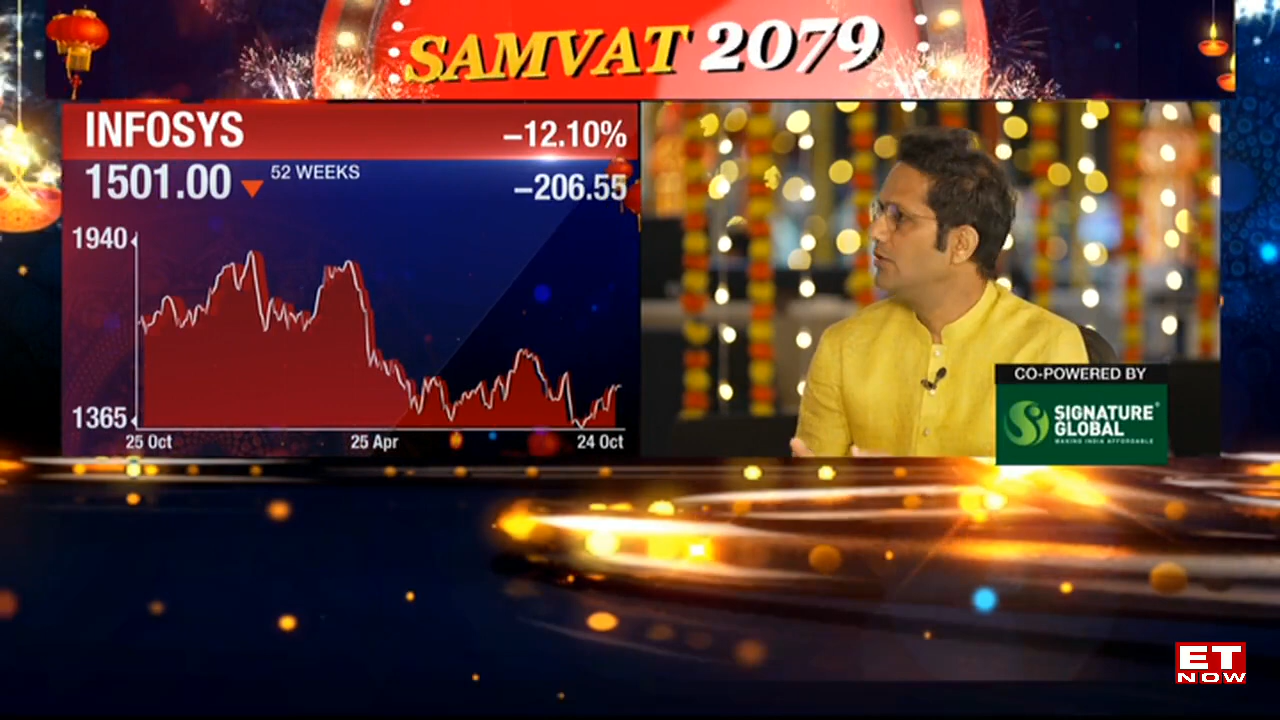 SAMVAT 2079
INFOSYS
−12.10%
1501.00
52 WEEKS
−206.55
1940
1365
25 Oct
25 Apr
24 Oct
CO-POWERED BY
SIGNATURE
GLOBAL
MAKING INDIA AFFORDABLE
ET
NOW